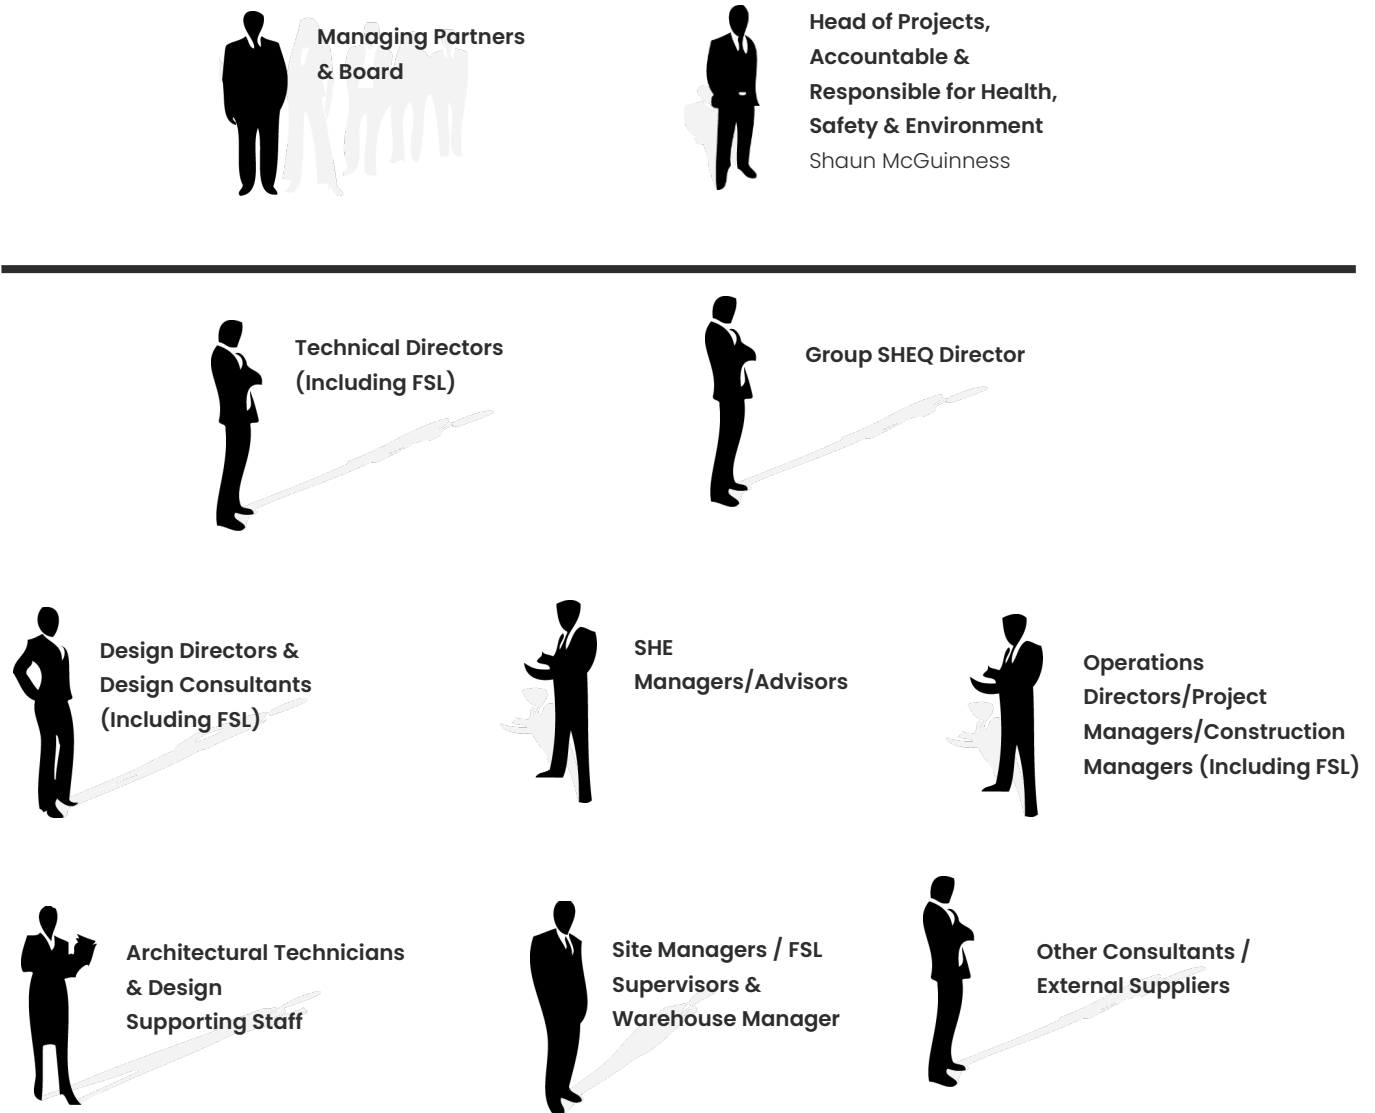 Managing Partners
& Board
Head of Projects,
Accountable &
Responsible for Health,
Safety & Environment
Shaun McGuinness
Technical Directors
(Including FSL)
Group SHEQ Director
Design Directors &
Design Consultants
(Including FSL)
SHE
Managers/Advisors
Operations
Directors/Project
Managers/Construction
Managers (Including FSL)
Architectural Technicians
& Design
Supporting Staff
Site Managers / FSL
Supervisors &
Warehouse Manager
Other Consultants /
External Suppliers